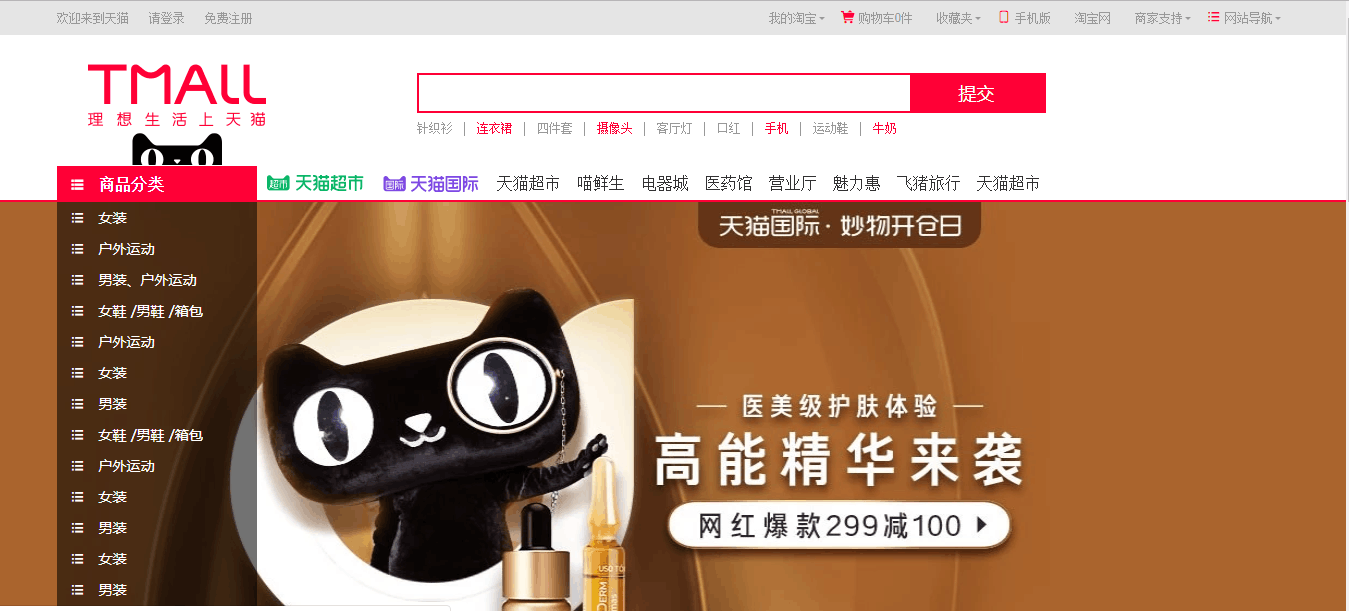 欢迎来到天猫 请登录 免费注册 我的淘宝 购物车0件 收藏夹 手机版 淘宝网 商家支持 网站导航
TMALL
理想生活上天猫
提交
针织衫 | 连衣裙 | 四件套 | 摄像头 | 客厅灯 | 口红 | 手机 | 运动鞋 | 牛奶
商品分类 超市 天猫超市 国际 天猫国际 天猫超市 喵鲜生 电器城 医药馆 营业厅 魅力惠 飞猪旅行 天猫超市
女装
户外运动
男装、户外运动
女鞋 /男鞋 /箱包
户外运动
女装
男装
女鞋 /男鞋 /箱包
户外运动
女装
男装
女装
男装
TMALL GLOBAL
天猫国际·妙物开仓日
医美级护肤体验
高能精华来袭
网红爆款299减100